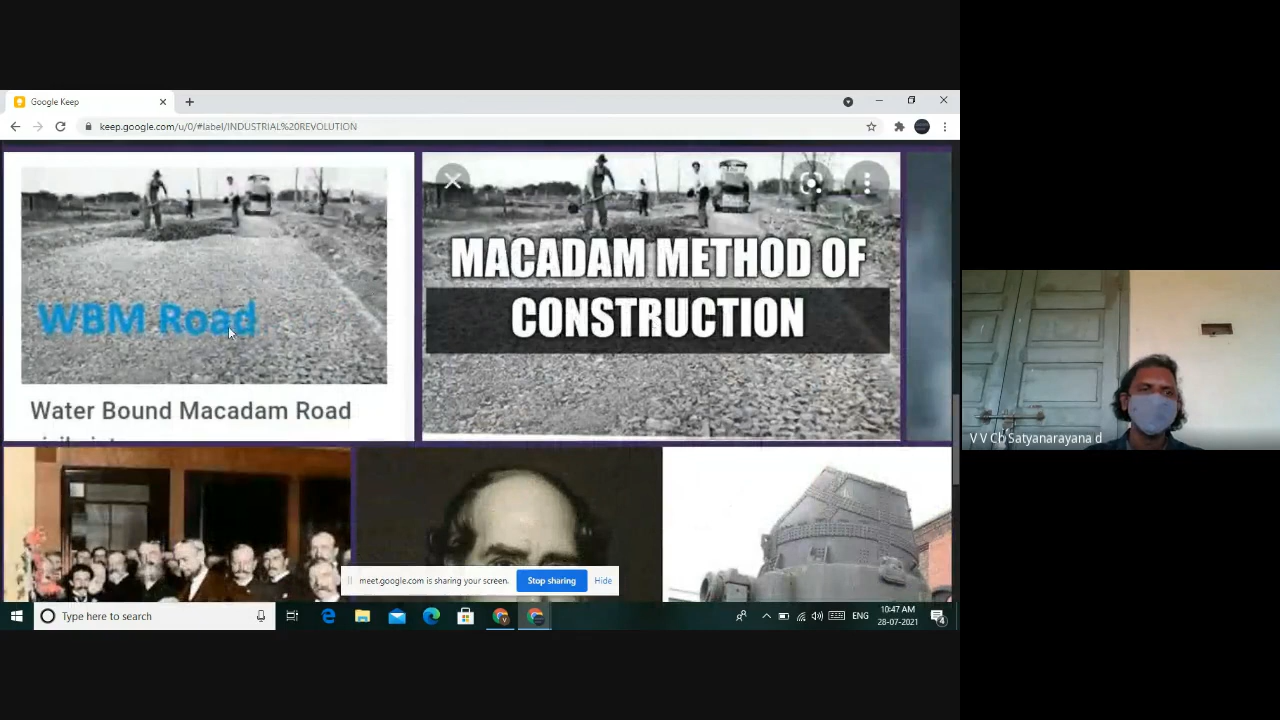 Google Keep
keep.google.com/u/0/#label/INDUSTRIAL%20REVOLUTION
WBM Road
Water Bound Macadam Road
MACADAM METHOD OF
CONSTRUCTION
V V Ch Satyanarayana d
meet.google.com is sharing your screen.
Stop sharing
Hide
Type here to search
ENG
10:47 AM
28-07-2021
4